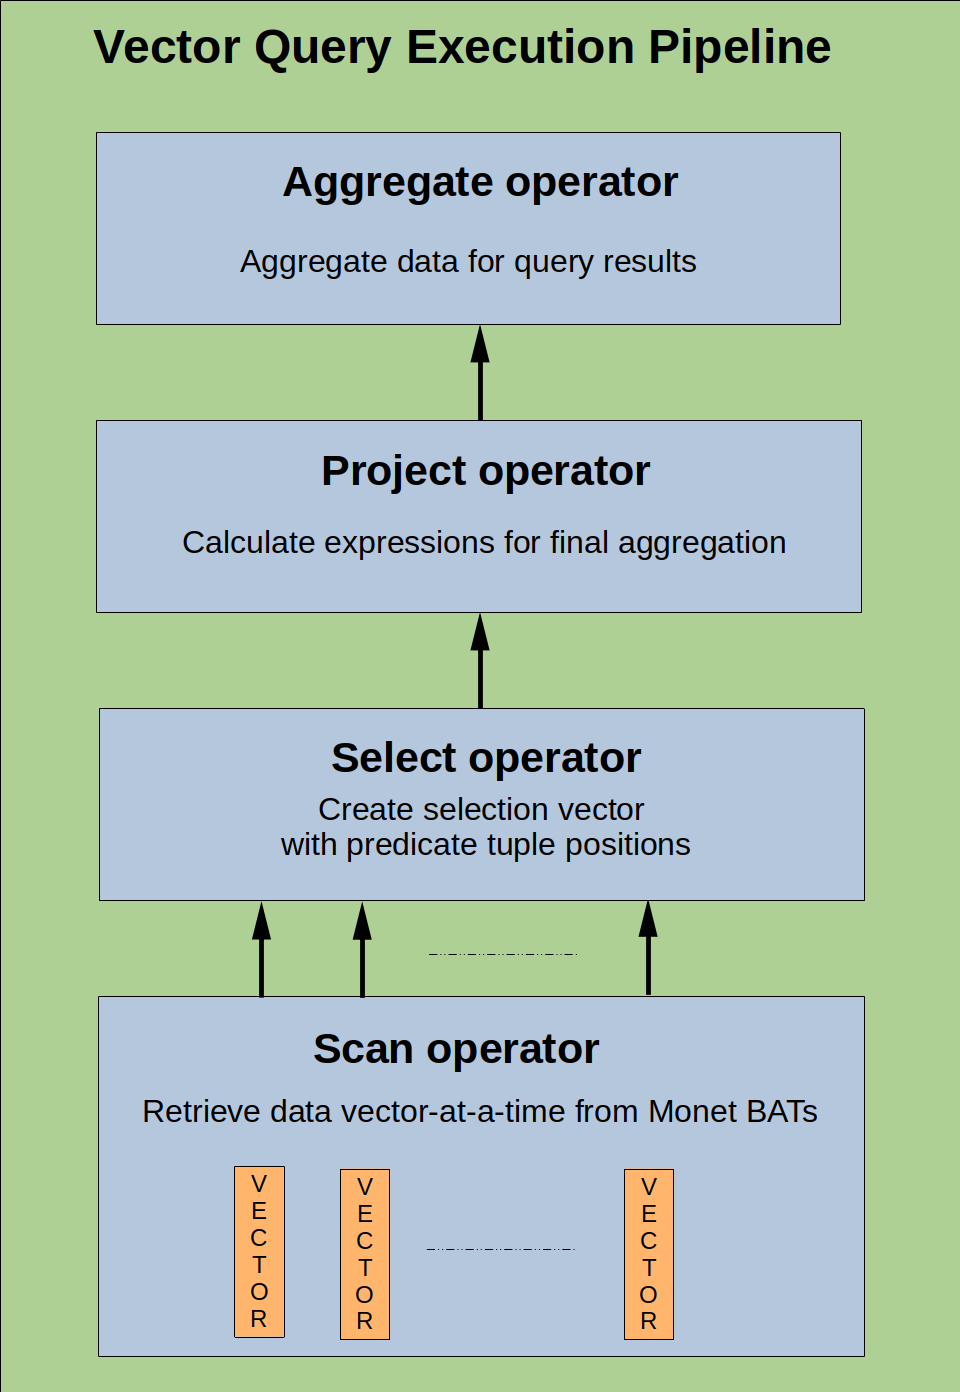 Vector Query Execution Pipeline
Aggregate operator
Aggregate data for query results
Project operator
Calculate expressions for final aggregation
Select operator
Create selection vector
with predicate tuple positions
Scan operator
Retrieve data vector-at-a-time from Monet BATs
VECTOR
VECTOR
VECTOR